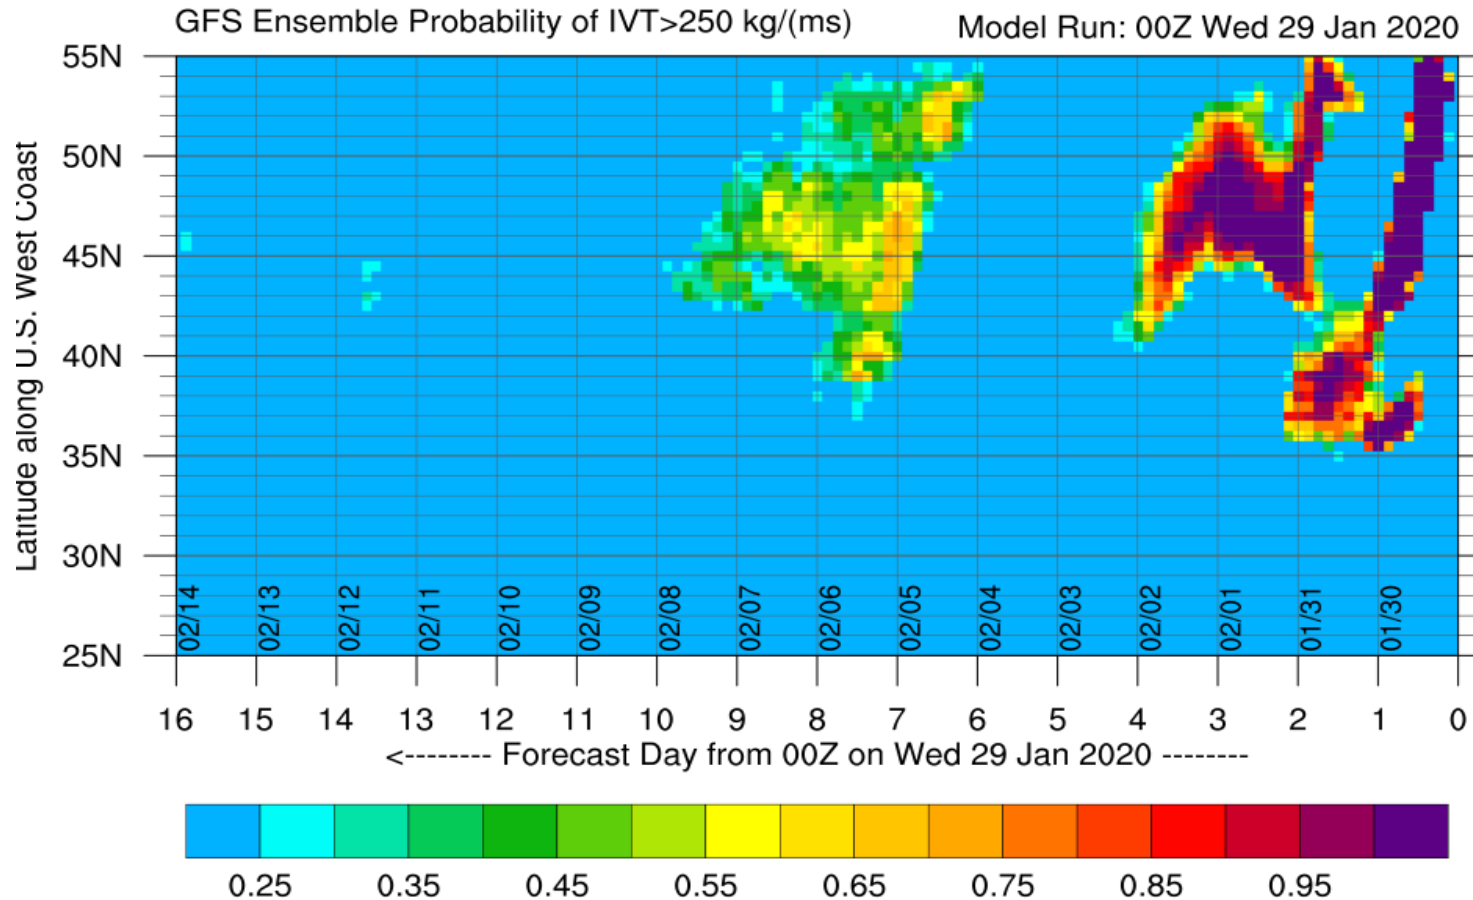 GFS Ensemble Probability of IVT>250 kg/(ms)
Model Run: 00Z Wed 29 Jan 2020
Latitude along U.S. West Coast
55N
50N
45N
40N
35N
30N
25N
02/14
02/13
02/12
02/11
02/10
02/09
02/08
02/07
02/06
02/05
02/04
02/03
02/02
02/01
01/31
01/30
16 15 14 13 12 11 10 9 8 7 6 5 4 3 2 1 0
<-------- Forecast Day from 00Z on Wed 29 Jan 2020 --------
0.25 0.35 0.45 0.55 0.65 0.75 0.85 0.95